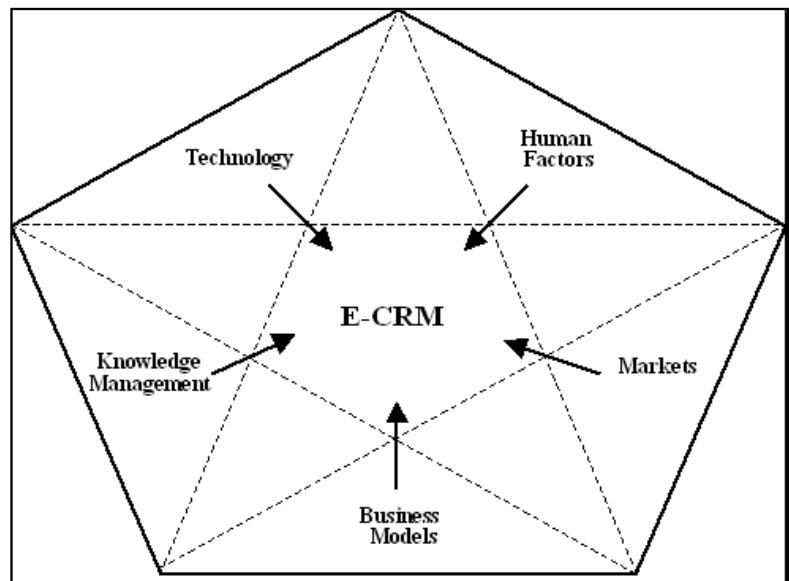 Technology
Human
Factors
E-CRM
Knowledge
Management
Markets
Business
Models